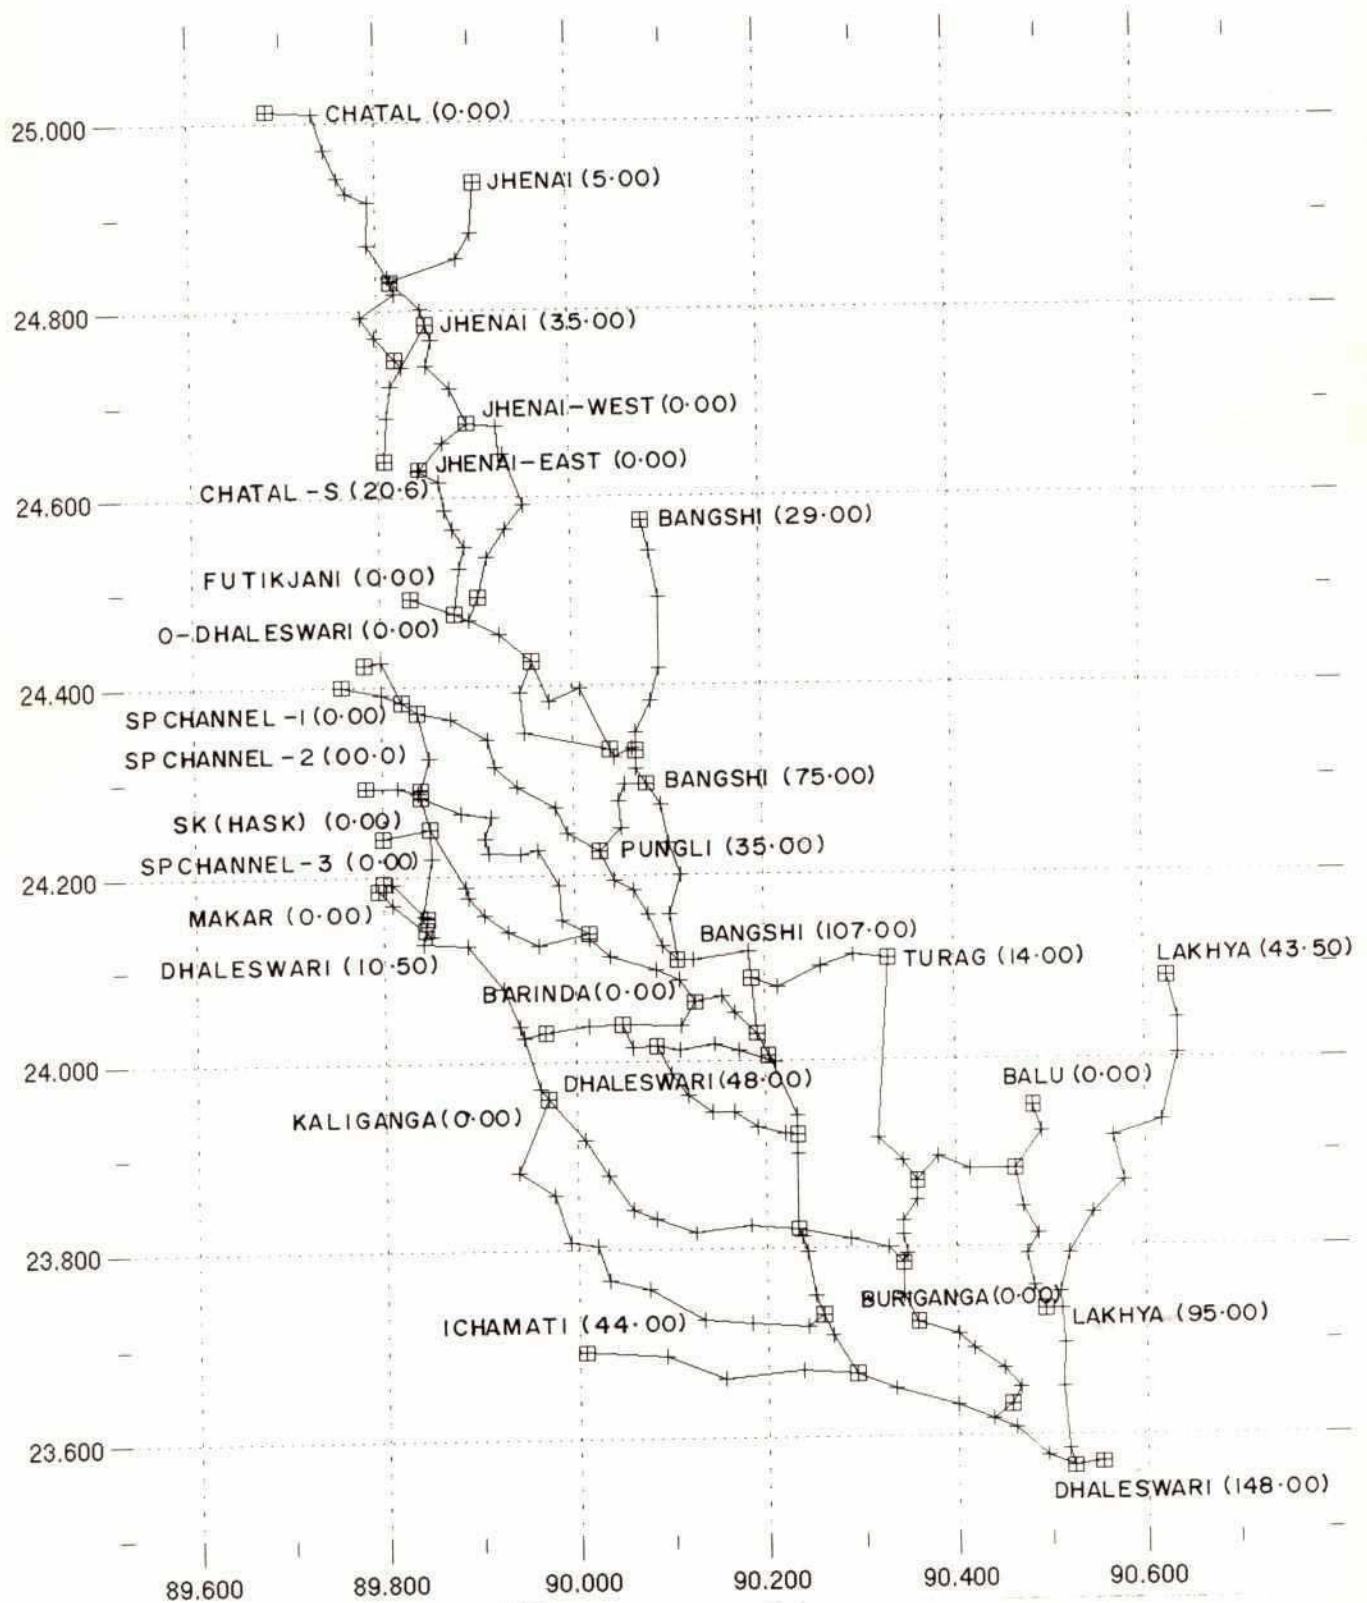 CHATAL (0·00)
25.000
JHENAI (5·00)
24.800
JHENAI (35·00)
JHENAI-WEST (0·00)
JHENAI-EAST (0·00)
CHATAL-S (20·6)
24.600
BANGSHI (29·00)
FUTIKJANI (0·00)
O-DHALESWARI (0·00)
24.400
SP CHANNEL-1 (0·00)
SP CHANNEL-2 (00·0)
BANGSHI (75·00)
SK (HASK) (0·00)
PUNGLI (35·00)
SPCHANNEL-3 (0·00)
24.200
MAKAR (0·00)
BANGSHI (107·00)
LAKHYA (43·50)
TURAG (14·00)
DHALESWARI (10·50)
BARINDA (0·00)
24.000
DHALESWARI (48·00)
BALU (0·00)
KALIGANGA (0·00)
23.800
BURIGANGA (0·00)
ICHAMATI (44·00)
LAKHYA (95·00)
23.600
DHALESWARI (148·00)
89.600 89.800 90.000 90.200 90.400 90.600